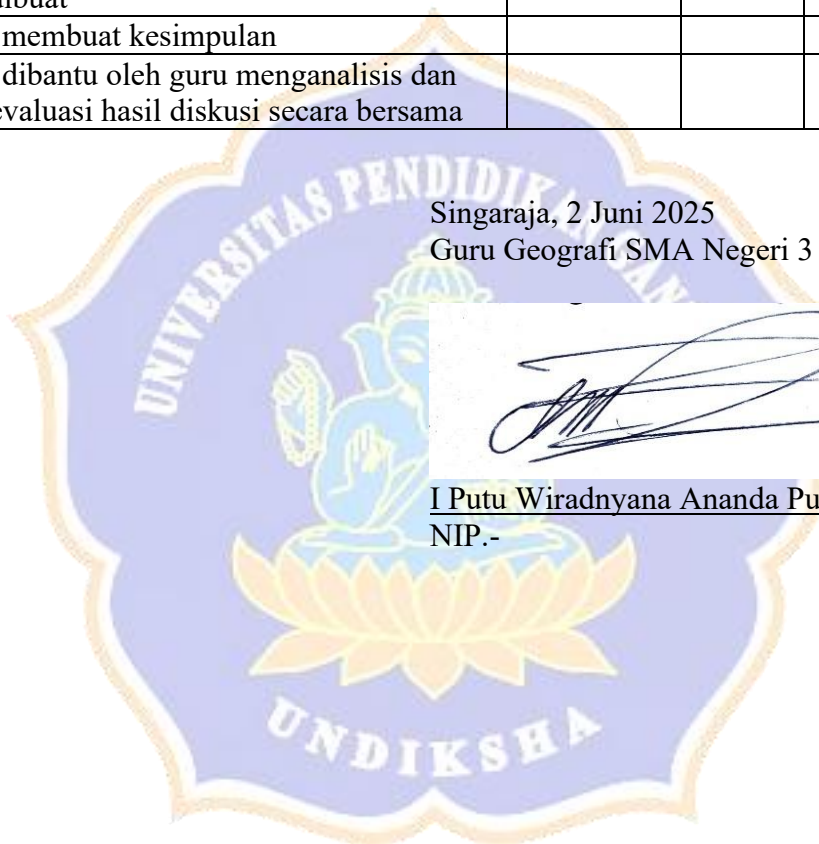 membuat kesimpulan
dibantu oleh guru menganalisis dan
evaluasi hasil diskusi secara bersama
Singaraja, 2 Juni 2025
Guru Geografi SMA Negeri 3
UNIVERSITAS PENDIDIKAN
I Putu Wiradnyana Ananda Pu
NIP.-
UNDIKSHA